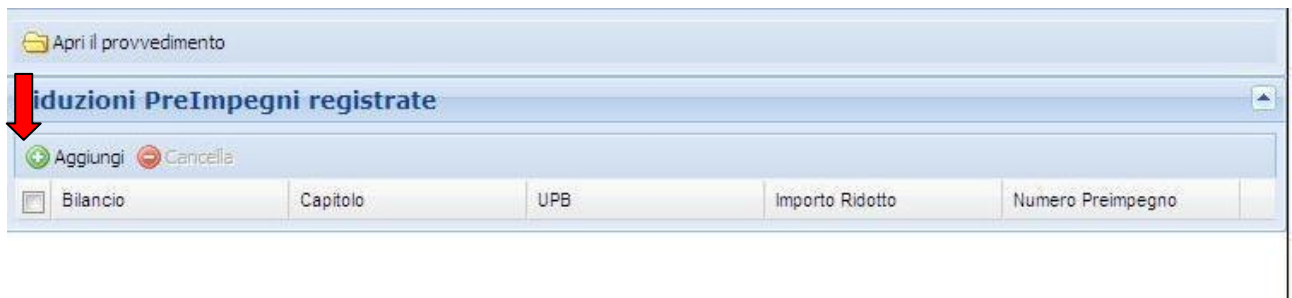 Apri il provvedimento
iduzioni PreImpegni registrate
Aggiungi Cancella
Bilancio Capitolo UPB Importo Ridotto Numero Preimpegno